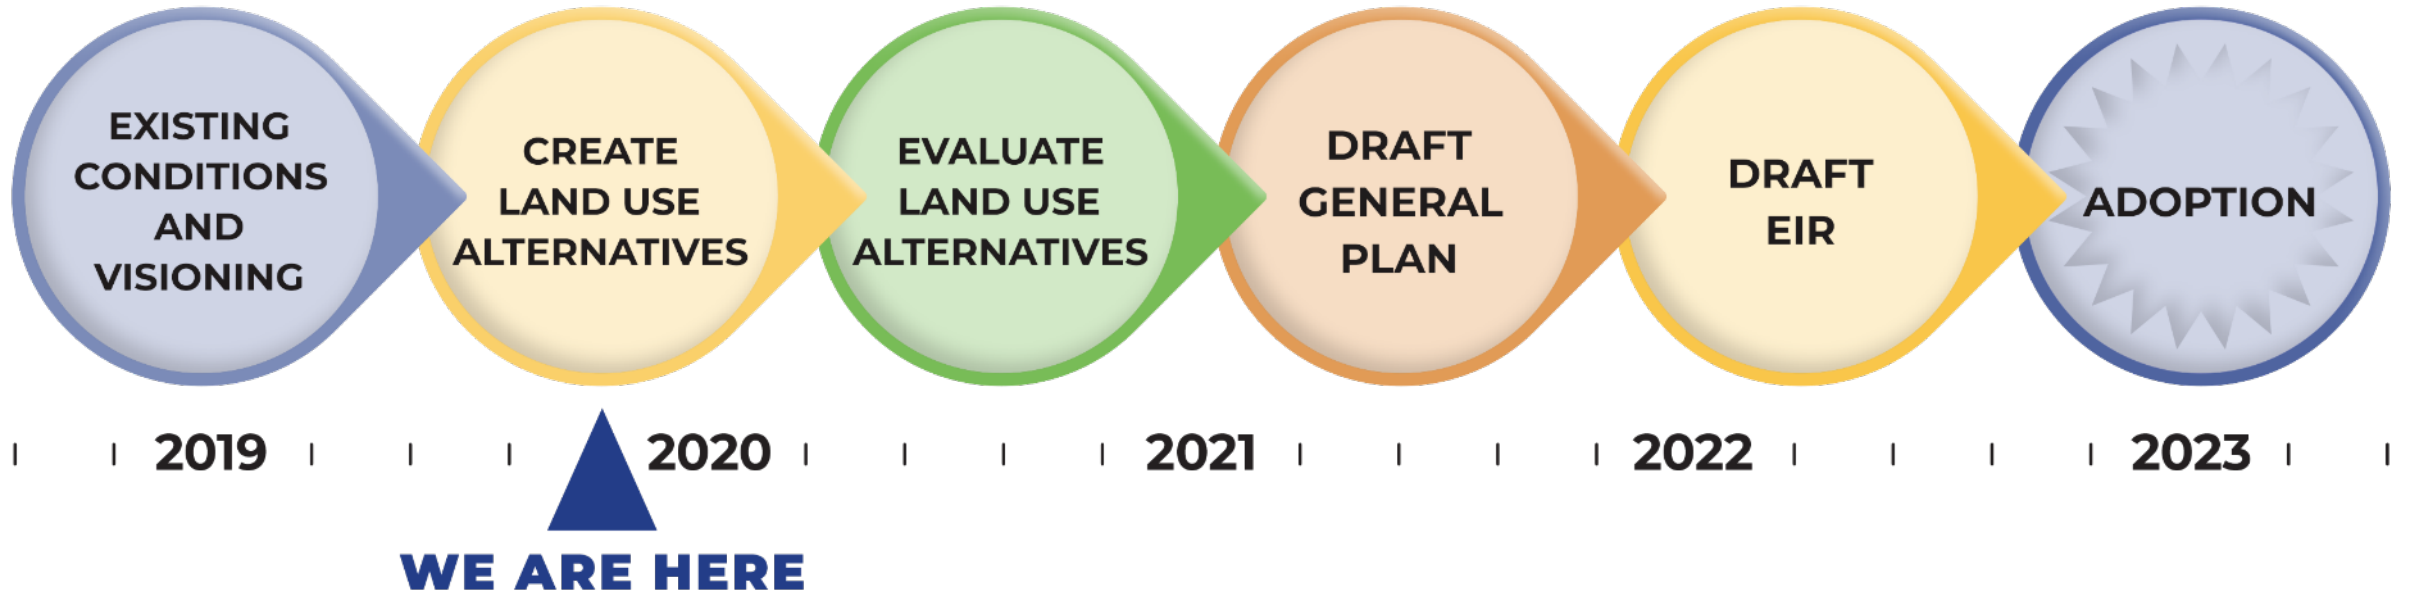 EXISTING
CONDITIONS
AND
VISIONING
CREATE
LAND USE
ALTERNATIVES
EVALUATE
LAND USE
ALTERNATIVES
DRAFT
GENERAL
PLAN
DRAFT
EIR
ADOPTION
2019 2020 2021 2022 2023
WE ARE HERE